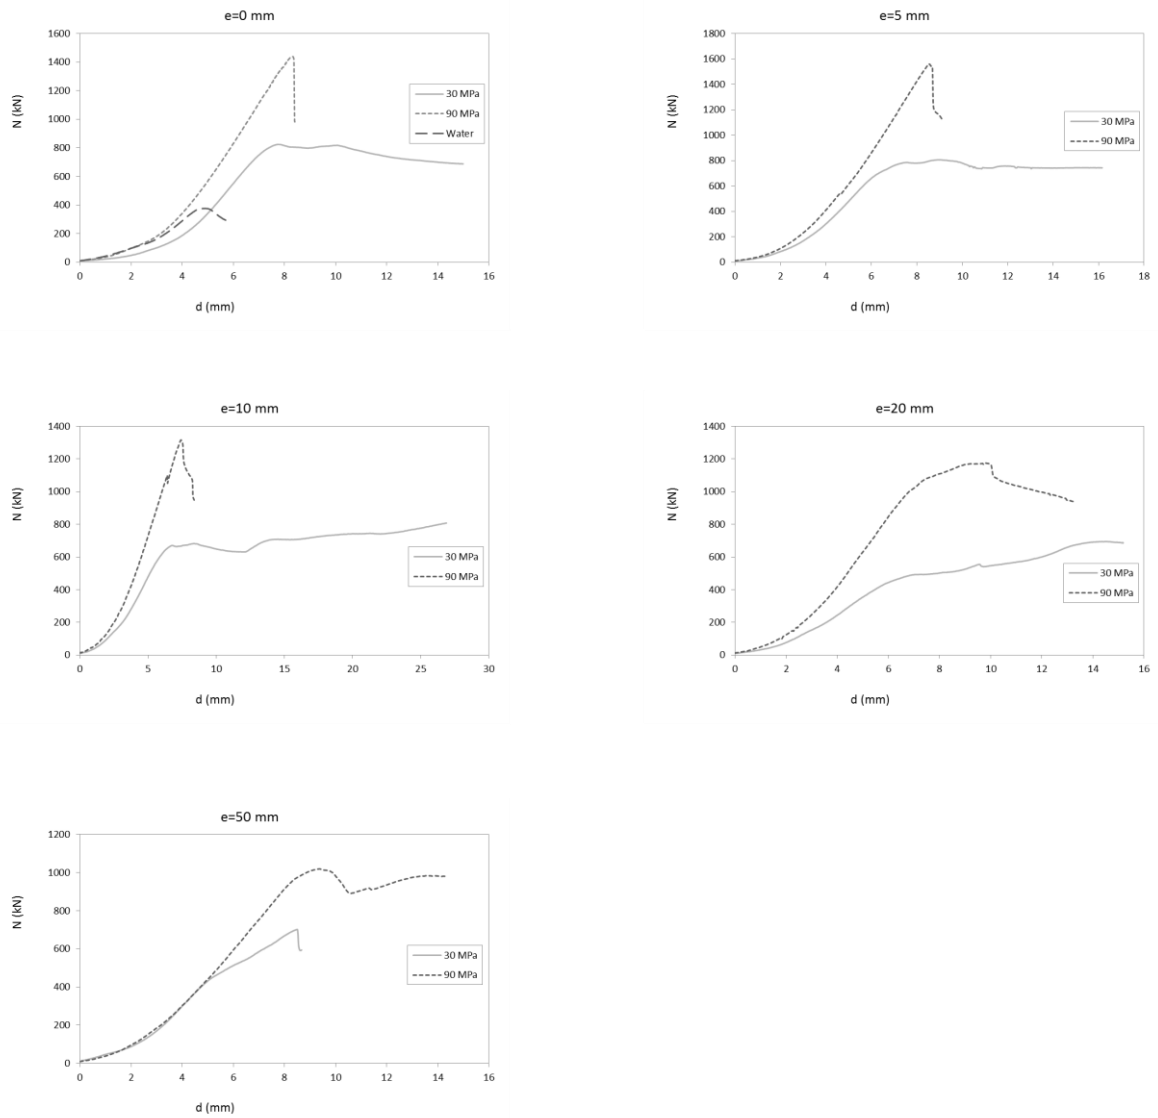 e=0 mm
N (kN)
1600
1400
1200
1000
800
600
400
200
0
0 2 4 6 8 10 12 14 16
d (mm)
30 MPa
90 MPa
Water
e=5 mm
N (kN)
1800
1600
1400
1200
1000
800
600
400
200
0
0 2 4 6 8 10 12 14 16 18
d (mm)
30 MPa
90 MPa
e=10 mm
N (kN)
1400
1200
1000
800
600
400
200
0
0 5 10 15 20 25 30
d (mm)
30 MPa
90 MPa
e=20 mm
N (kN)
1400
1200
1000
800
600
400
200
0
0 2 4 6 8 10 12 14 16
d (mm)
30 MPa
90 MPa
e=50 mm
N (kN)
1200
1000
800
600
400
200
0
0 2 4 6 8 10 12 14 16
d (mm)
30 MPa
90 MPa